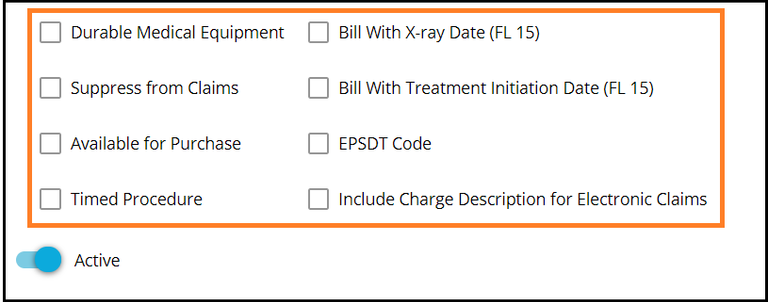 Durable Medical Equipment
Bill With X-ray Date (FL 15)
Suppress from Claims
Bill With Treatment Initiation Date (FL 15)
Available for Purchase
EPSDT Code
Timed Procedure
Include Charge Description for Electronic Claims
Active